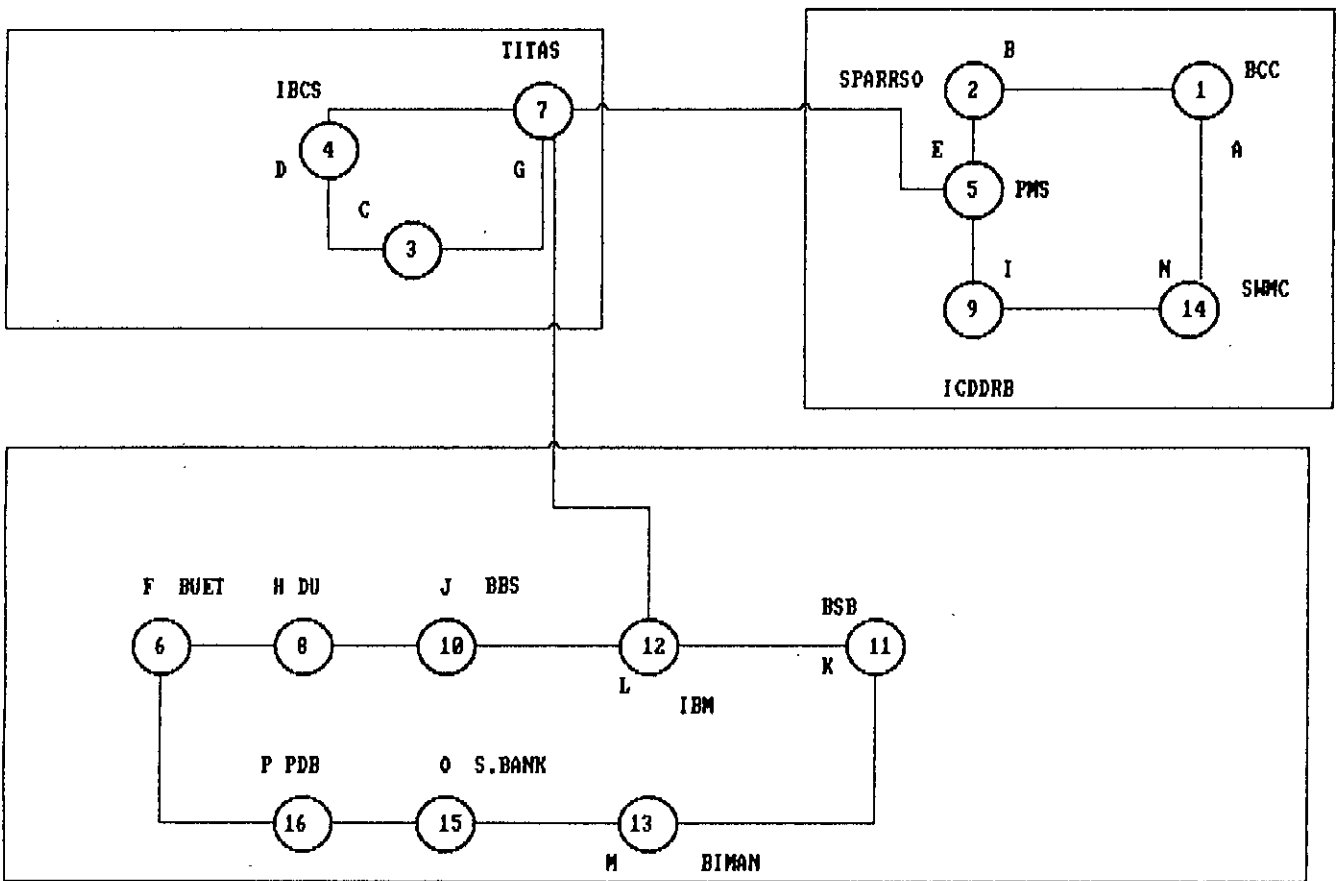 TITAS
IBCS
7
4
D
G
C
3
B
BCC
SPARRSO
2
1
E
A
5
PMS
I
N
SWMC
9
14
ICDDRB
F BUET
H DU
J BBS
BSB
6
8
10
12
11
L
K
IBM
P PDB
O S.BANK
16
15
13
M
BIMAN